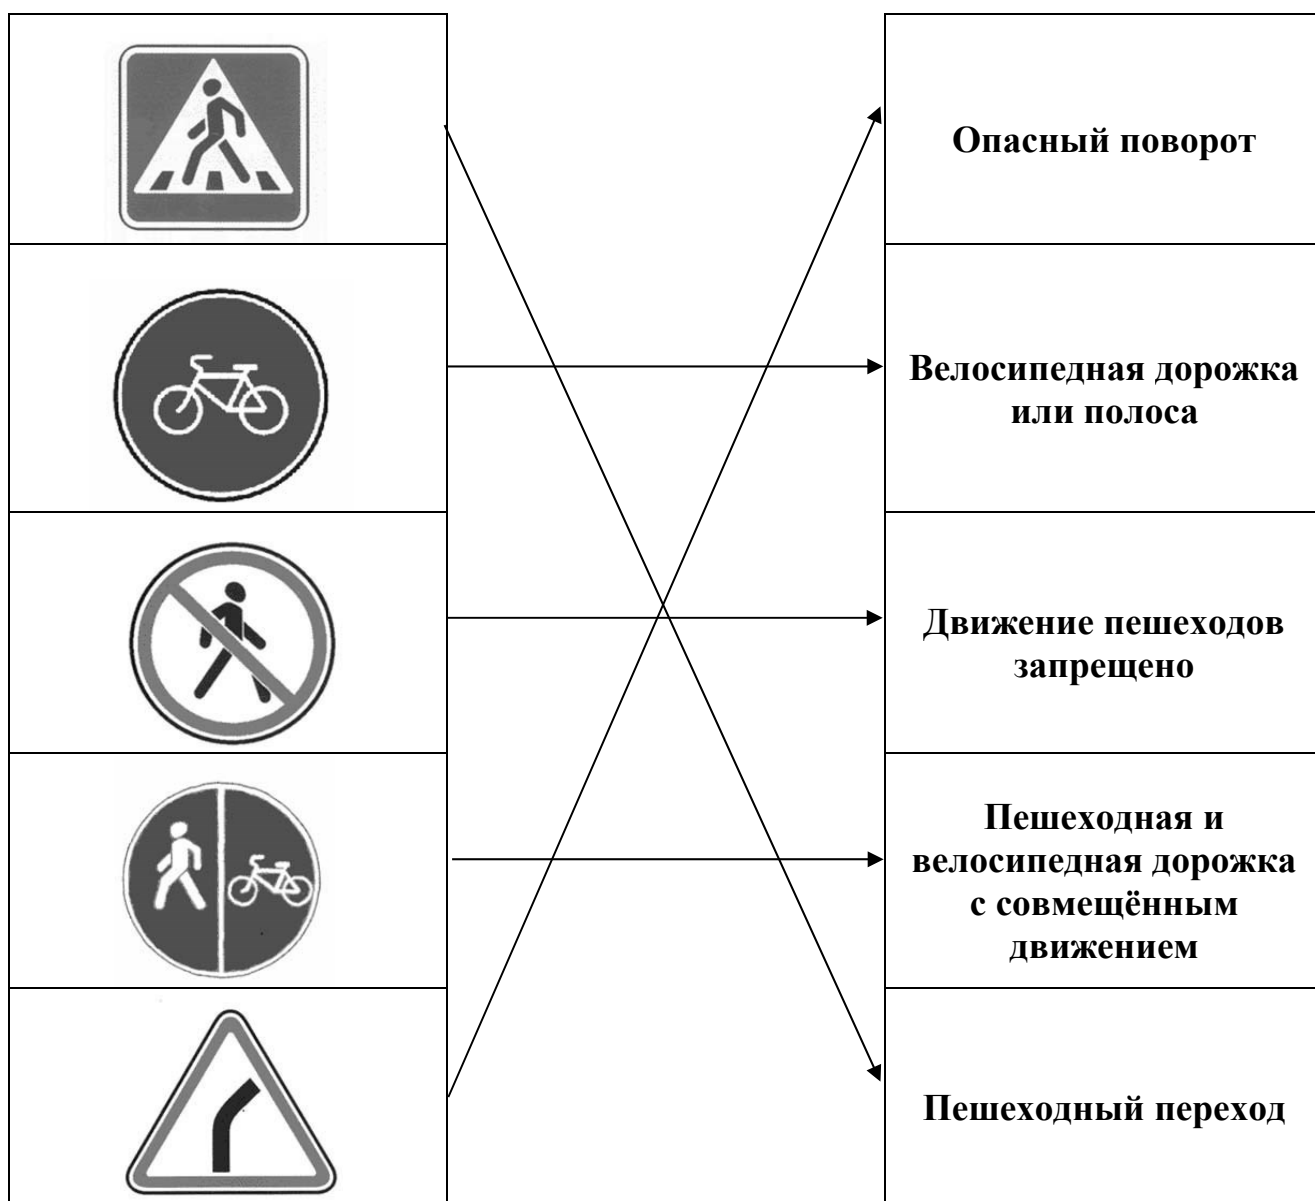 Опасный поворот
Велосипедная дорожка
или полоса
Движение пешеходов
запрещено
Пешеходная и
велосипедная дорожка
с совмещённым
движением
Пешеходный переход